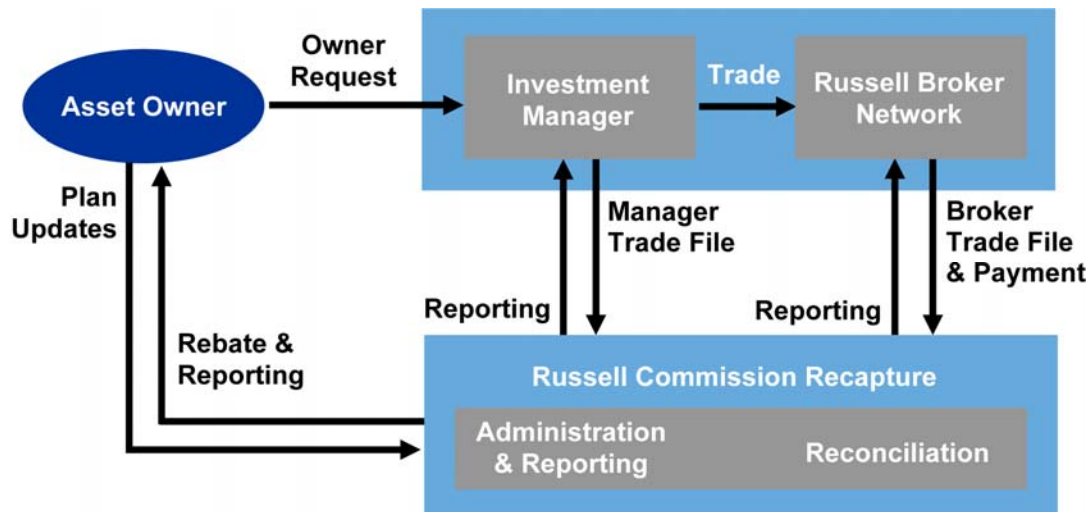 Owner
Request
Asset Owner
Investment
Manager
Trade
Russell Broker
Network
Plan
Updates
Manager
Trade File
Broker
Trade File
& Payment
Reporting
Reporting
Rebate &
Reporting
Russell Commission Recapture
Administration
& Reporting
Reconciliation